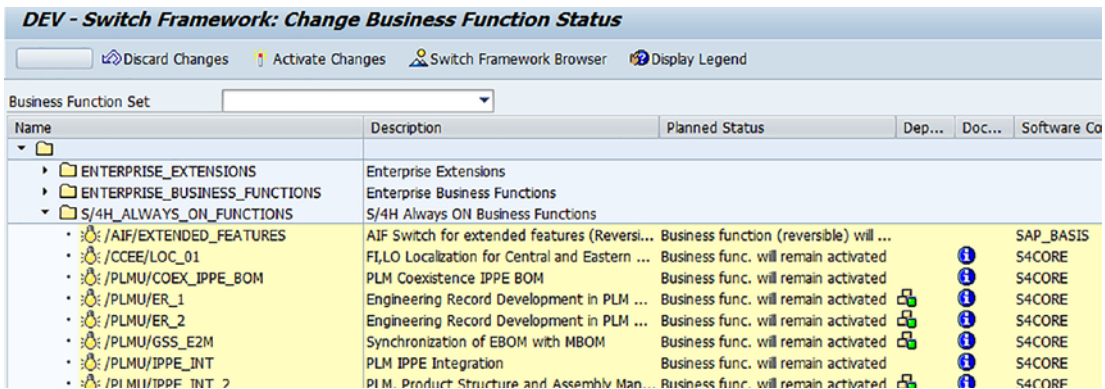 DEV - Switch Framework: Change Business Function Status
Discard Changes Activate Changes Switch Framework Browser Display Legend
Business Function Set
Name Description Planned Status Dep... Doc... Software Co
ENTERPRISE_EXTENSIONS Enterprise Extensions
ENTERPRISE_BUSINESS_FUNCTIONS Enterprise Business Functions
S/4H_ALWAYS_ON_FUNCTIONS S/4H Always ON Business Functions
/AIF/EXTENDED_FEATURES AIF Switch for extended features (Reversi... Business function (reversible) will ... SAP_BASIS
/CCEE/LOC_01 FI,LO Localization for Central and Eastern ... Business func. will remain activated S4CORE
/PLMU/COEX_IPPE_BOM PLM Coexistence IPPE BOM Business func. will remain activated S4CORE
/PLMU/ER_1 Engineering Record Development in PLM ... Business func. will remain activated S4CORE
/PLMU/ER_2 Engineering Record Development in PLM ... Business func. will remain activated S4CORE
/PLMU/GSS_E2M Synchronization of EBOM with MBOM Business func. will remain activated S4CORE
/PLMU/IPPE_INT PLM IPPE Integration Business func. will remain activated S4CORE
/PLMU/IPPE_INT_2 PLM, Product Structure and Assembly Man... Business func. will remain activated S4CORE